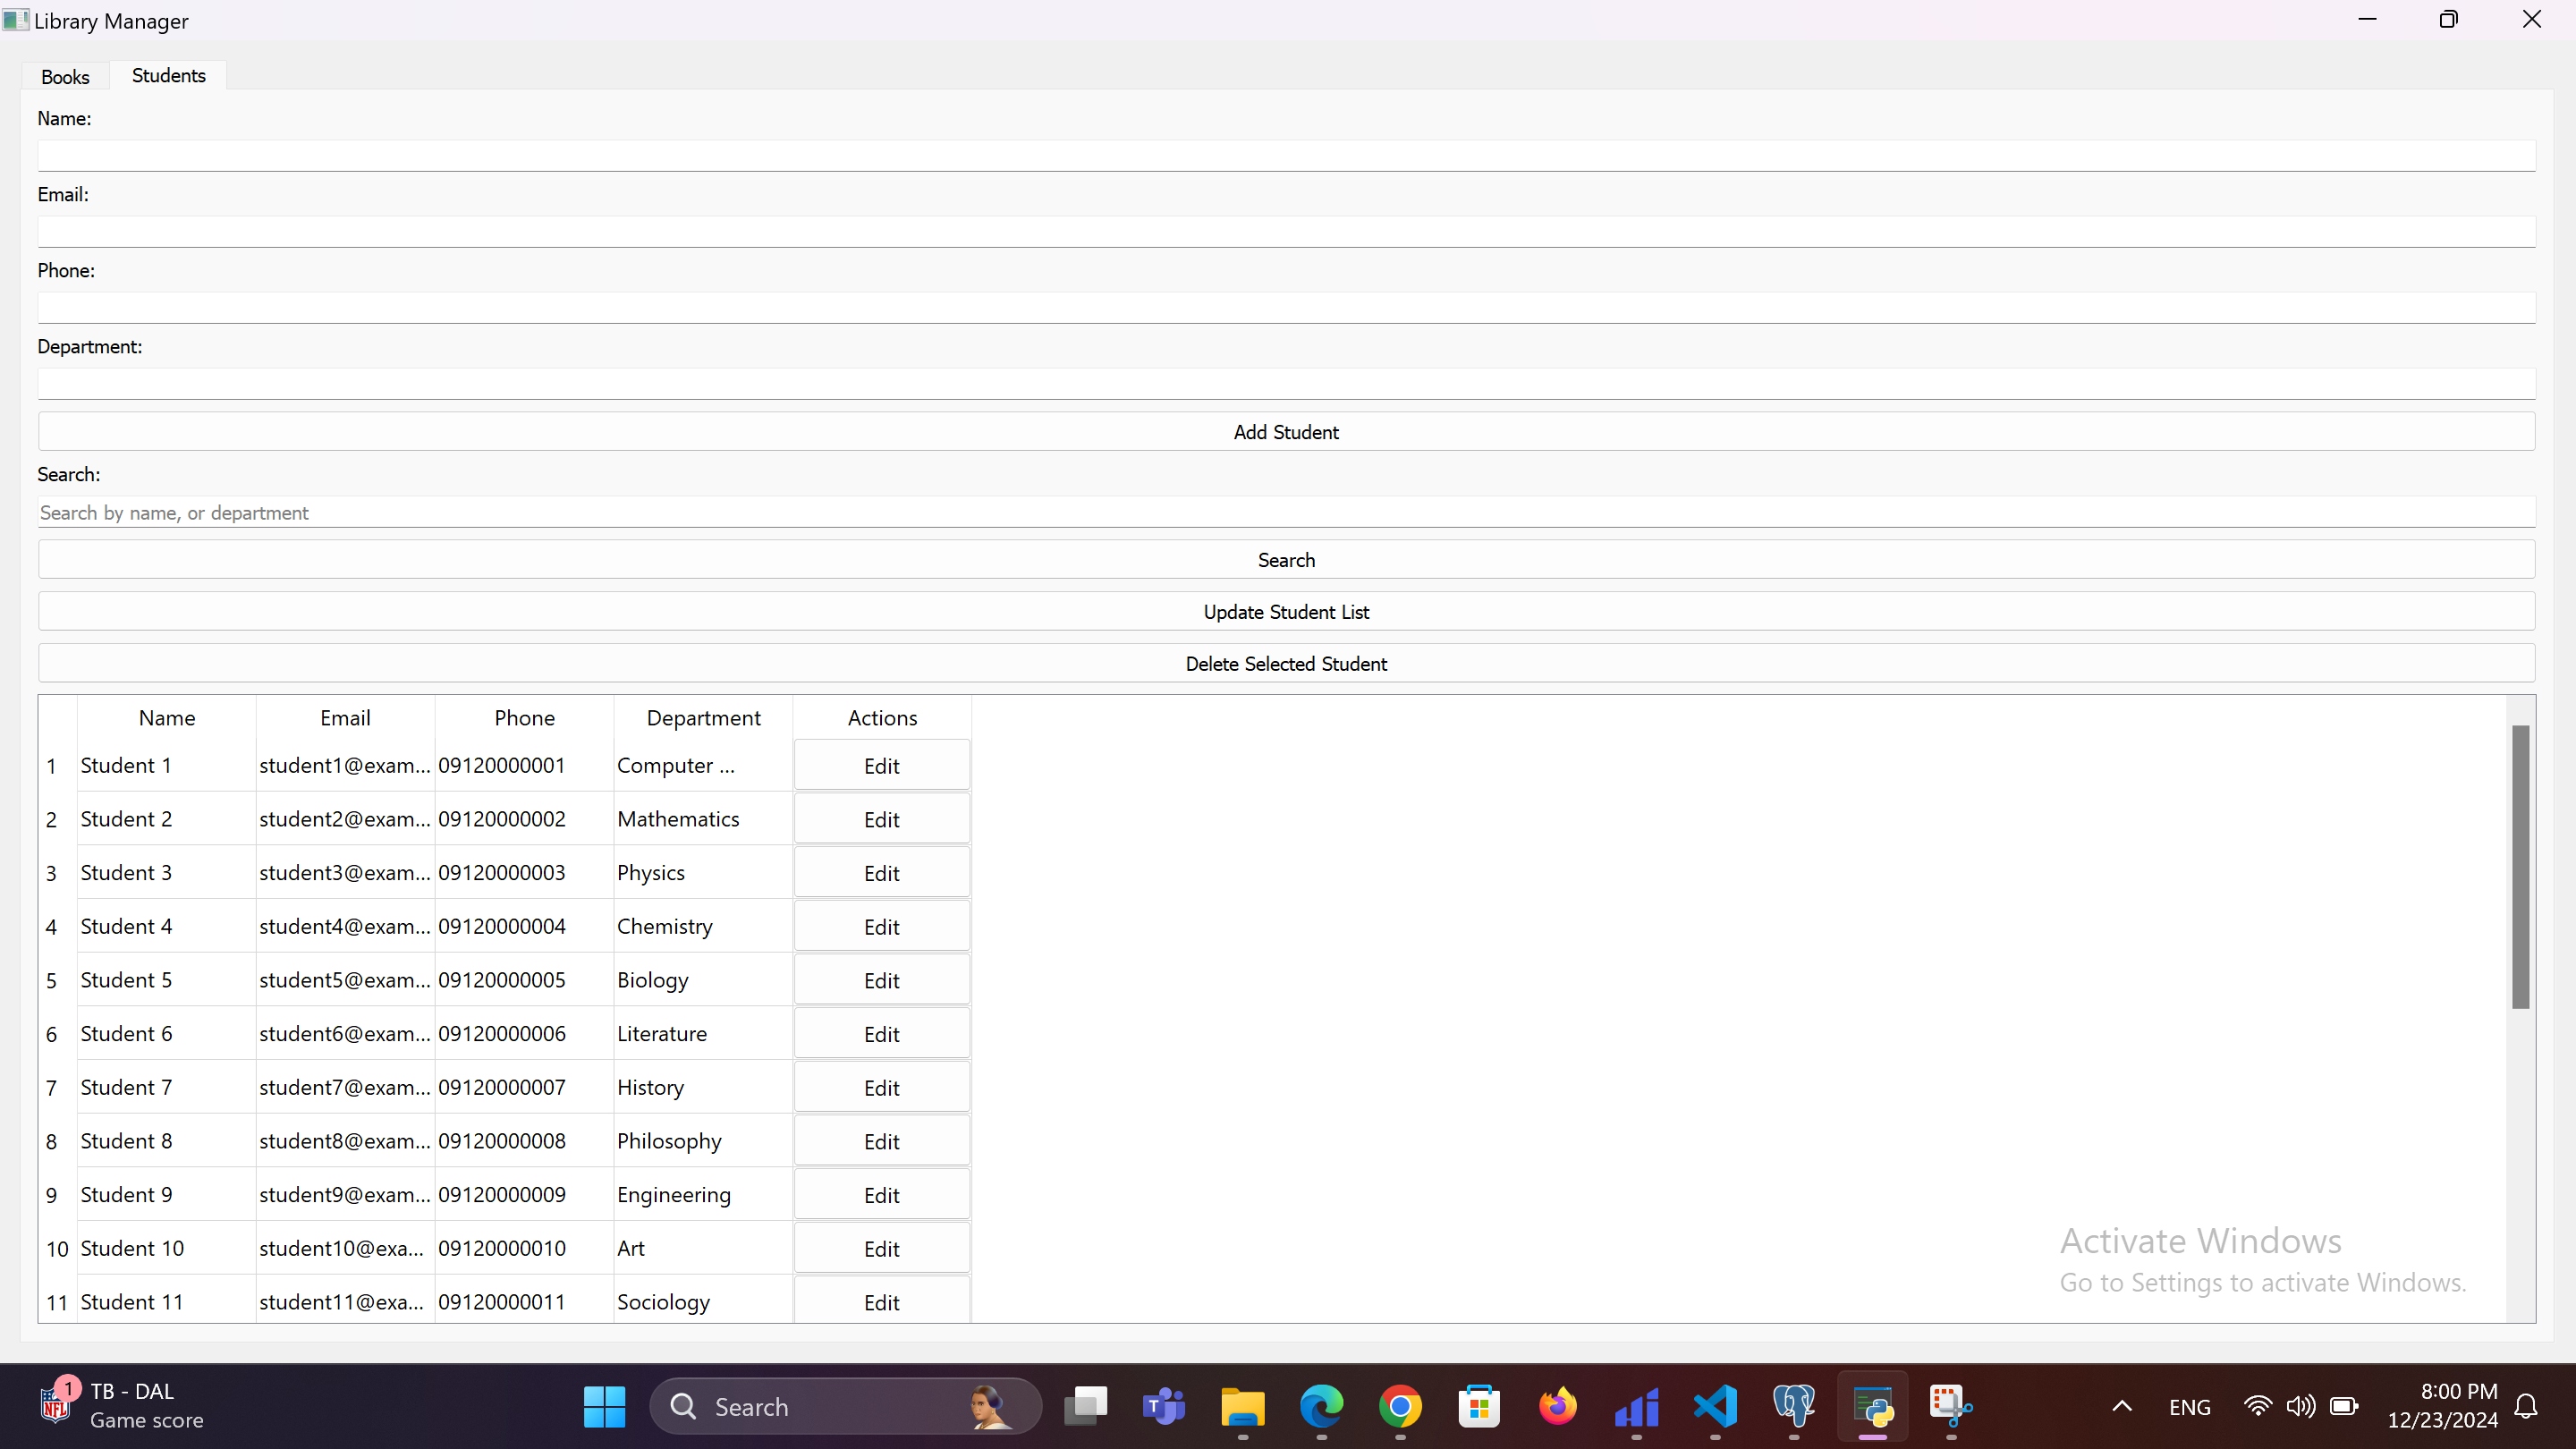 Library Manager
Books Students
Name:
Email:
Phone:
Department:
Add Student
Search:
Search by name, or department
Search
Update Student List
Delete Selected Student
Name Email Phone Department Actions
1 Student 1 student1@exam... 09120000001 Computer ... Edit
2 Student 2 student2@exam... 09120000002 Mathematics Edit
3 Student 3 student3@exam... 09120000003 Physics Edit
4 Student 4 student4@exam... 09120000004 Chemistry Edit
5 Student 5 student5@exam... 09120000005 Biology Edit
6 Student 6 student6@exam... 09120000006 Literature Edit
7 Student 7 student7@exam... 09120000007 History Edit
8 Student 8 student8@exam... 09120000008 Philosophy Edit
9 Student 9 student9@exam... 09120000009 Engineering Edit
10 Student 10 student10@exa... 09120000010 Art Edit
11 Student 11 student11@exa... 09120000011 Sociology Edit
Activate Windows
Go to Settings to activate Windows.
NFL 1 TB - DAL
Game score
Search
T
ENG
8:00 PM
12/23/2024